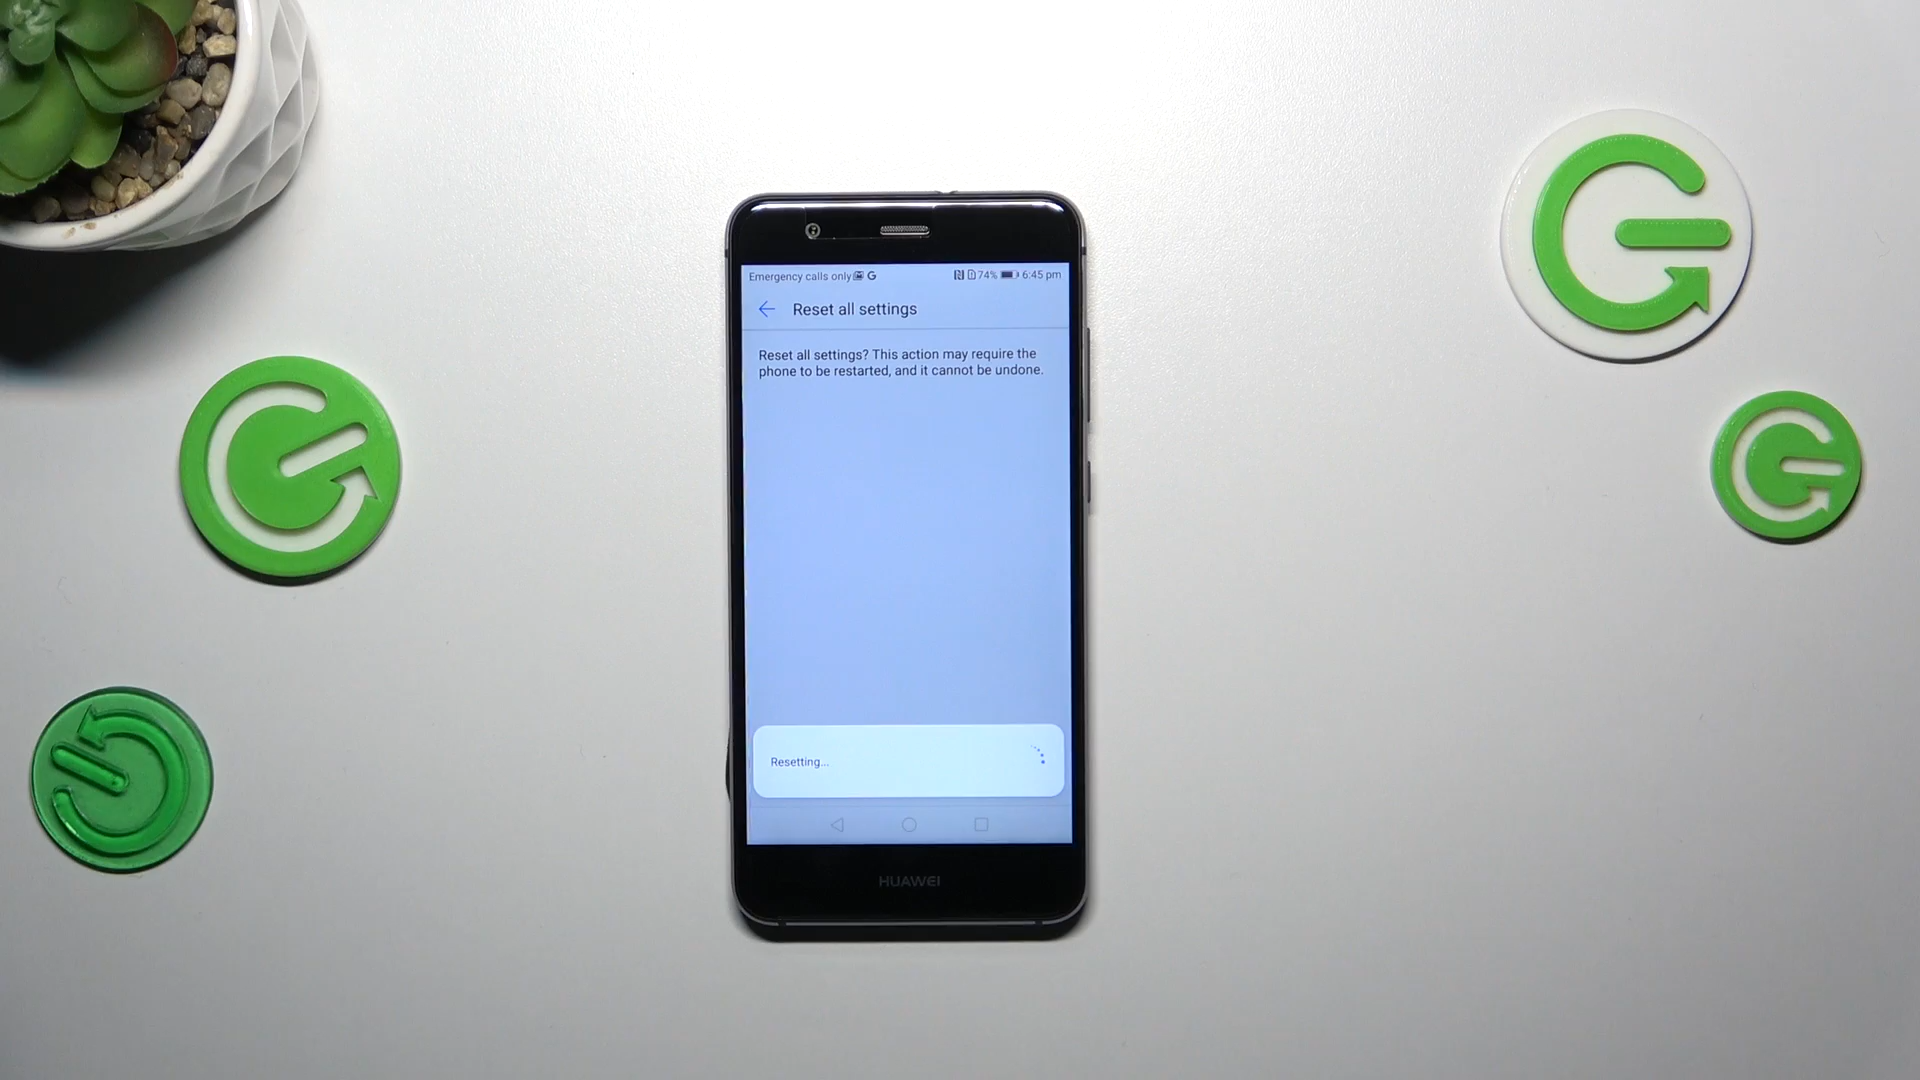 Emergency calls only G 74% 6:45 pm
Reset all settings
Reset all settings? This action may require the
phone to be restarted, and it cannot be undone.
Resetting...
HUAWEI